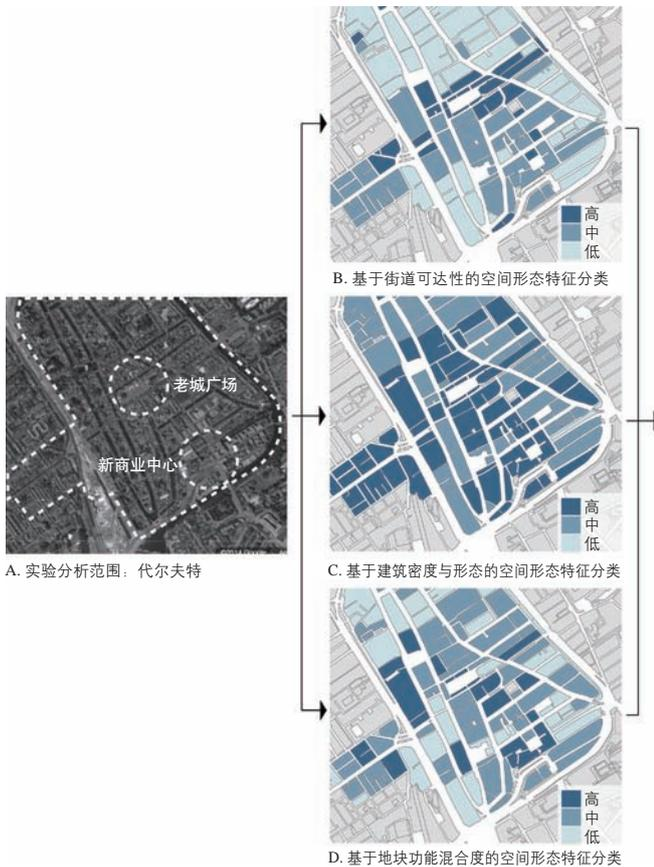 高
中
低
B. 基于街道可达性的空间形态特征分类
老城广场
新商业中心
A. 实验分析范围：代尔夫特
高
中
低
C. 基于建筑密度与形态的空间形态特征分类
高
中
低
D. 基于地块功能混合度的空间形态特征分类